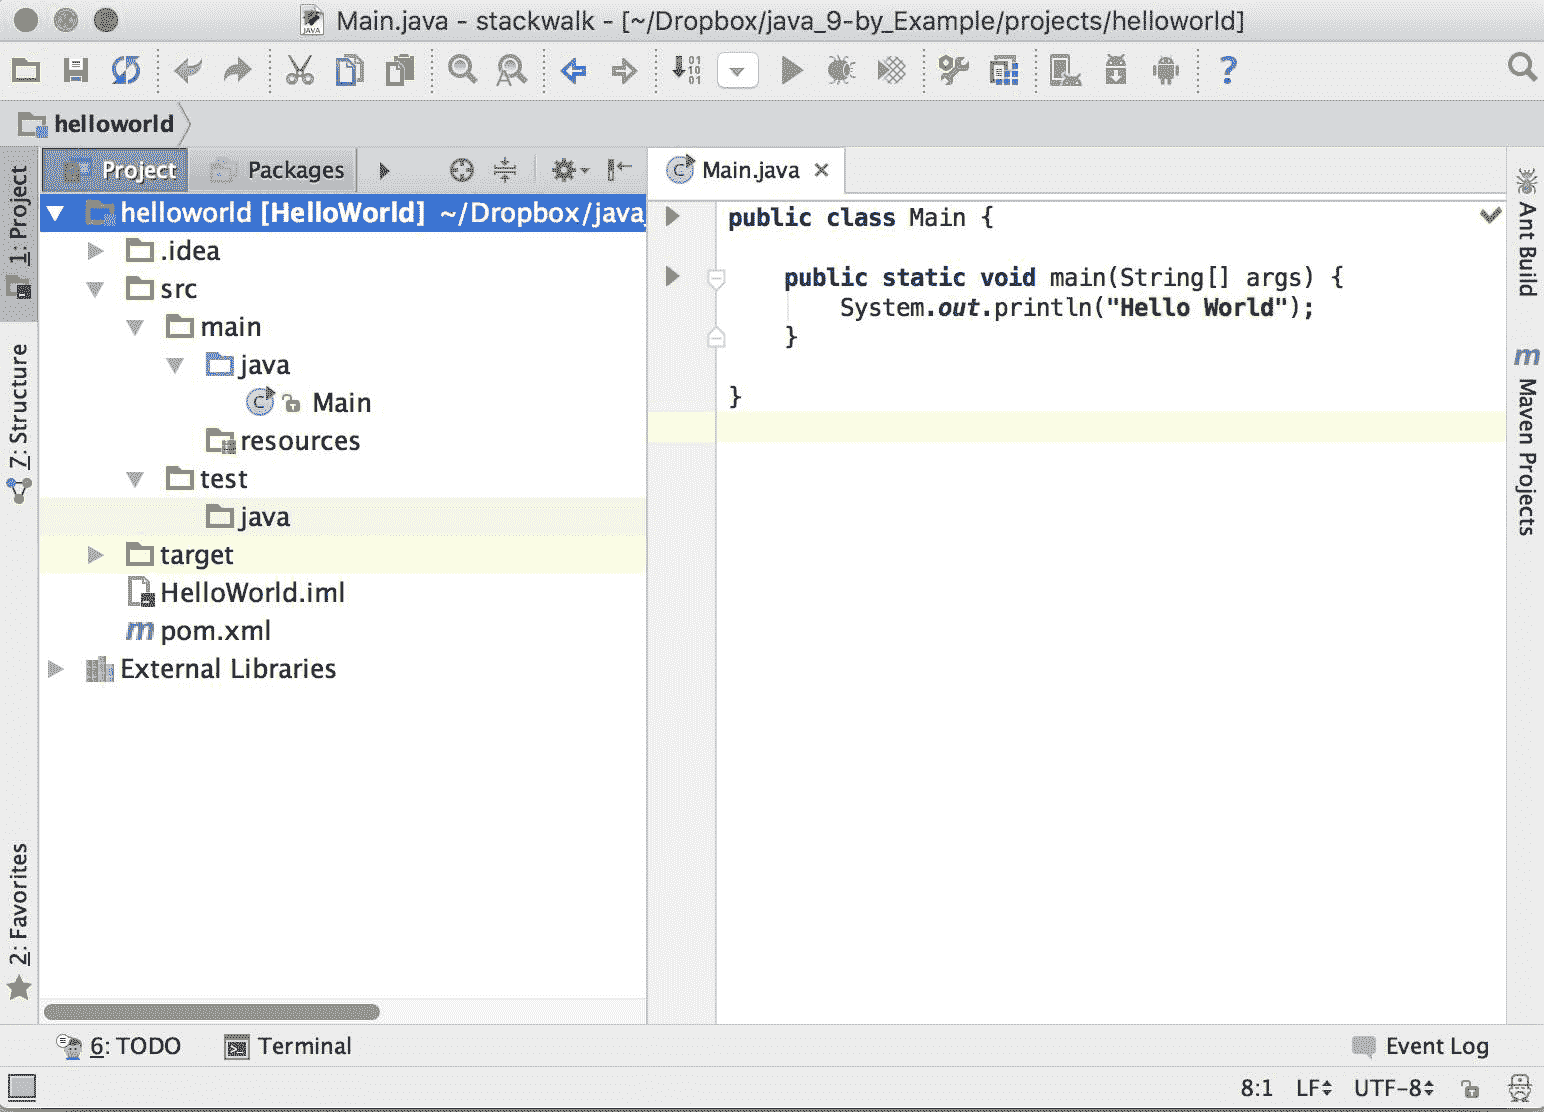 Main.java - stackwalk - [~/Dropbox/java_9-by_Example/projects/helloworld]
helloworld
Project
Packages
Main.java
1: Project
7: Structure
2: Favorites
helloworld [HelloWorld] ~/Dropbox/java_
.idea
src
main
java
Main
resources
test
java
target
HelloWorld.iml
pom.xml
External Libraries
public class Main {
public static void main(String[] args) {
System.out.println("Hello World");
}
}
Ant Build
Maven Projects
6: TODO
Terminal
Event Log
8:1 LF UTF-8